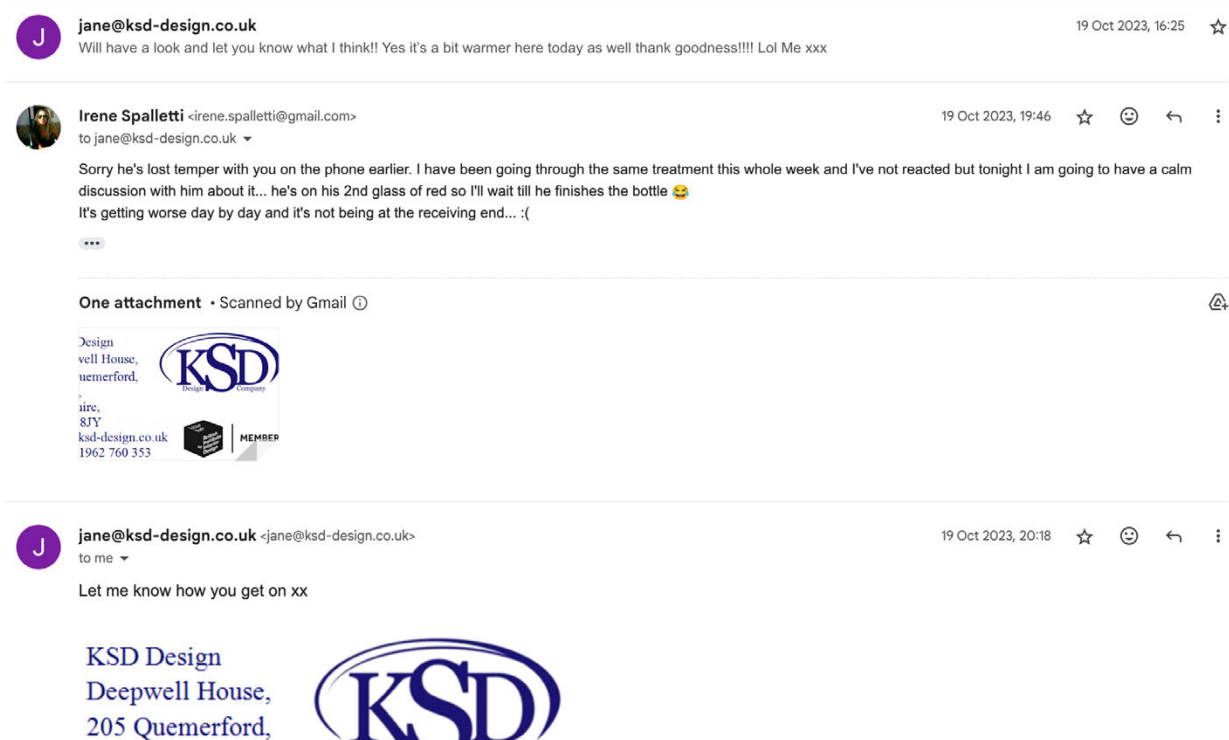 J
jane@ksd-design.co.uk
19 Oct 2023, 16:25
Will have a look and let you know what I think!! Yes it's a bit warmer here today as well thank goodness!!!! Lol Me xxx
Irene Spalletti <irene.spalletti@gmail.com>
19 Oct 2023, 19:46
to jane@ksd-design.co.uk
Sorry he's lost temper with you on the phone earlier. I have been going through the same treatment this whole week and I've not reacted but tonight I am going to have a calm
discussion with him about it... he's on his 2nd glass of red so I'll wait till he finishes the bottle 😂
It's getting worse day by day and it's not being at the receiving end... :(
One attachment • Scanned by Gmail
Design
vell House,
uemerford,
,
hire,
8JY
ksd-design.co.uk
1962 760 353
KSD
Design Company
British Institute of Interior Design
MEMBER
J
jane@ksd-design.co.uk <jane@ksd-design.co.uk>
19 Oct 2023, 20:18
to me
Let me know how you get on xx
KSD Design
Deepwell House,
205 Quemerford,
KSD